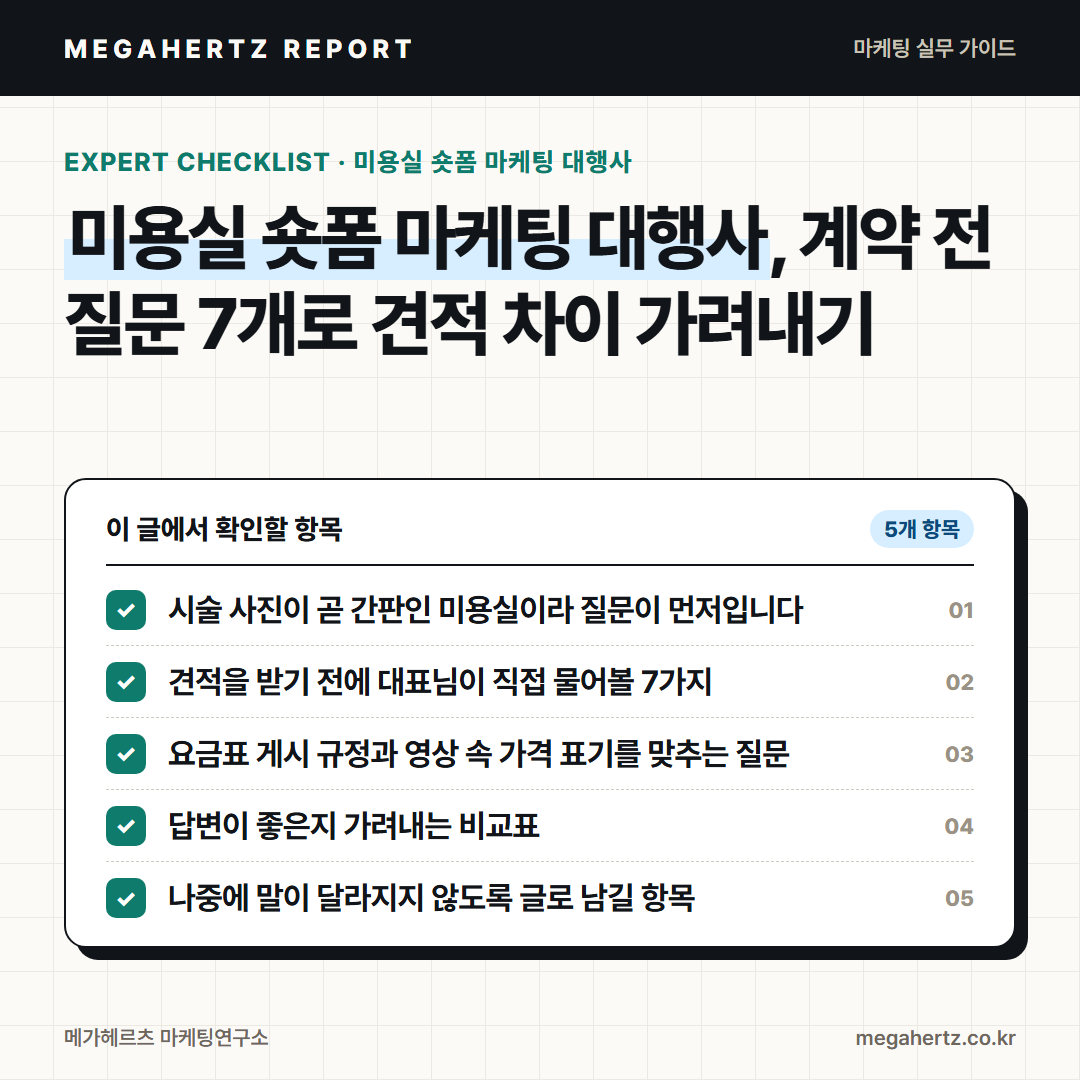 MEGAHERTZ REPORT
마케팅 실무 가이드
EXPERT CHECKLIST · 미용실 숏폼 마케팅 대행사
미용실 숏폼 마케팅 대행사, 계약 전
질문 7개로 견적 차이 가려내기
이 글에서 확인할 항목
5개 항목
시술 사진이 곧 간판인 미용실이라 질문이 먼저입니다
01
견적을 받기 전에 대표님이 직접 물어볼 7가지
02
요금표 게시 규정과 영상 속 가격 표기를 맞추는 질문
03
답변이 좋은지 가려내는 비교표
04
나중에 말이 달라지지 않도록 글로 남길 항목
05
메가헤르츠 마케팅연구소
megahertz.co.kr